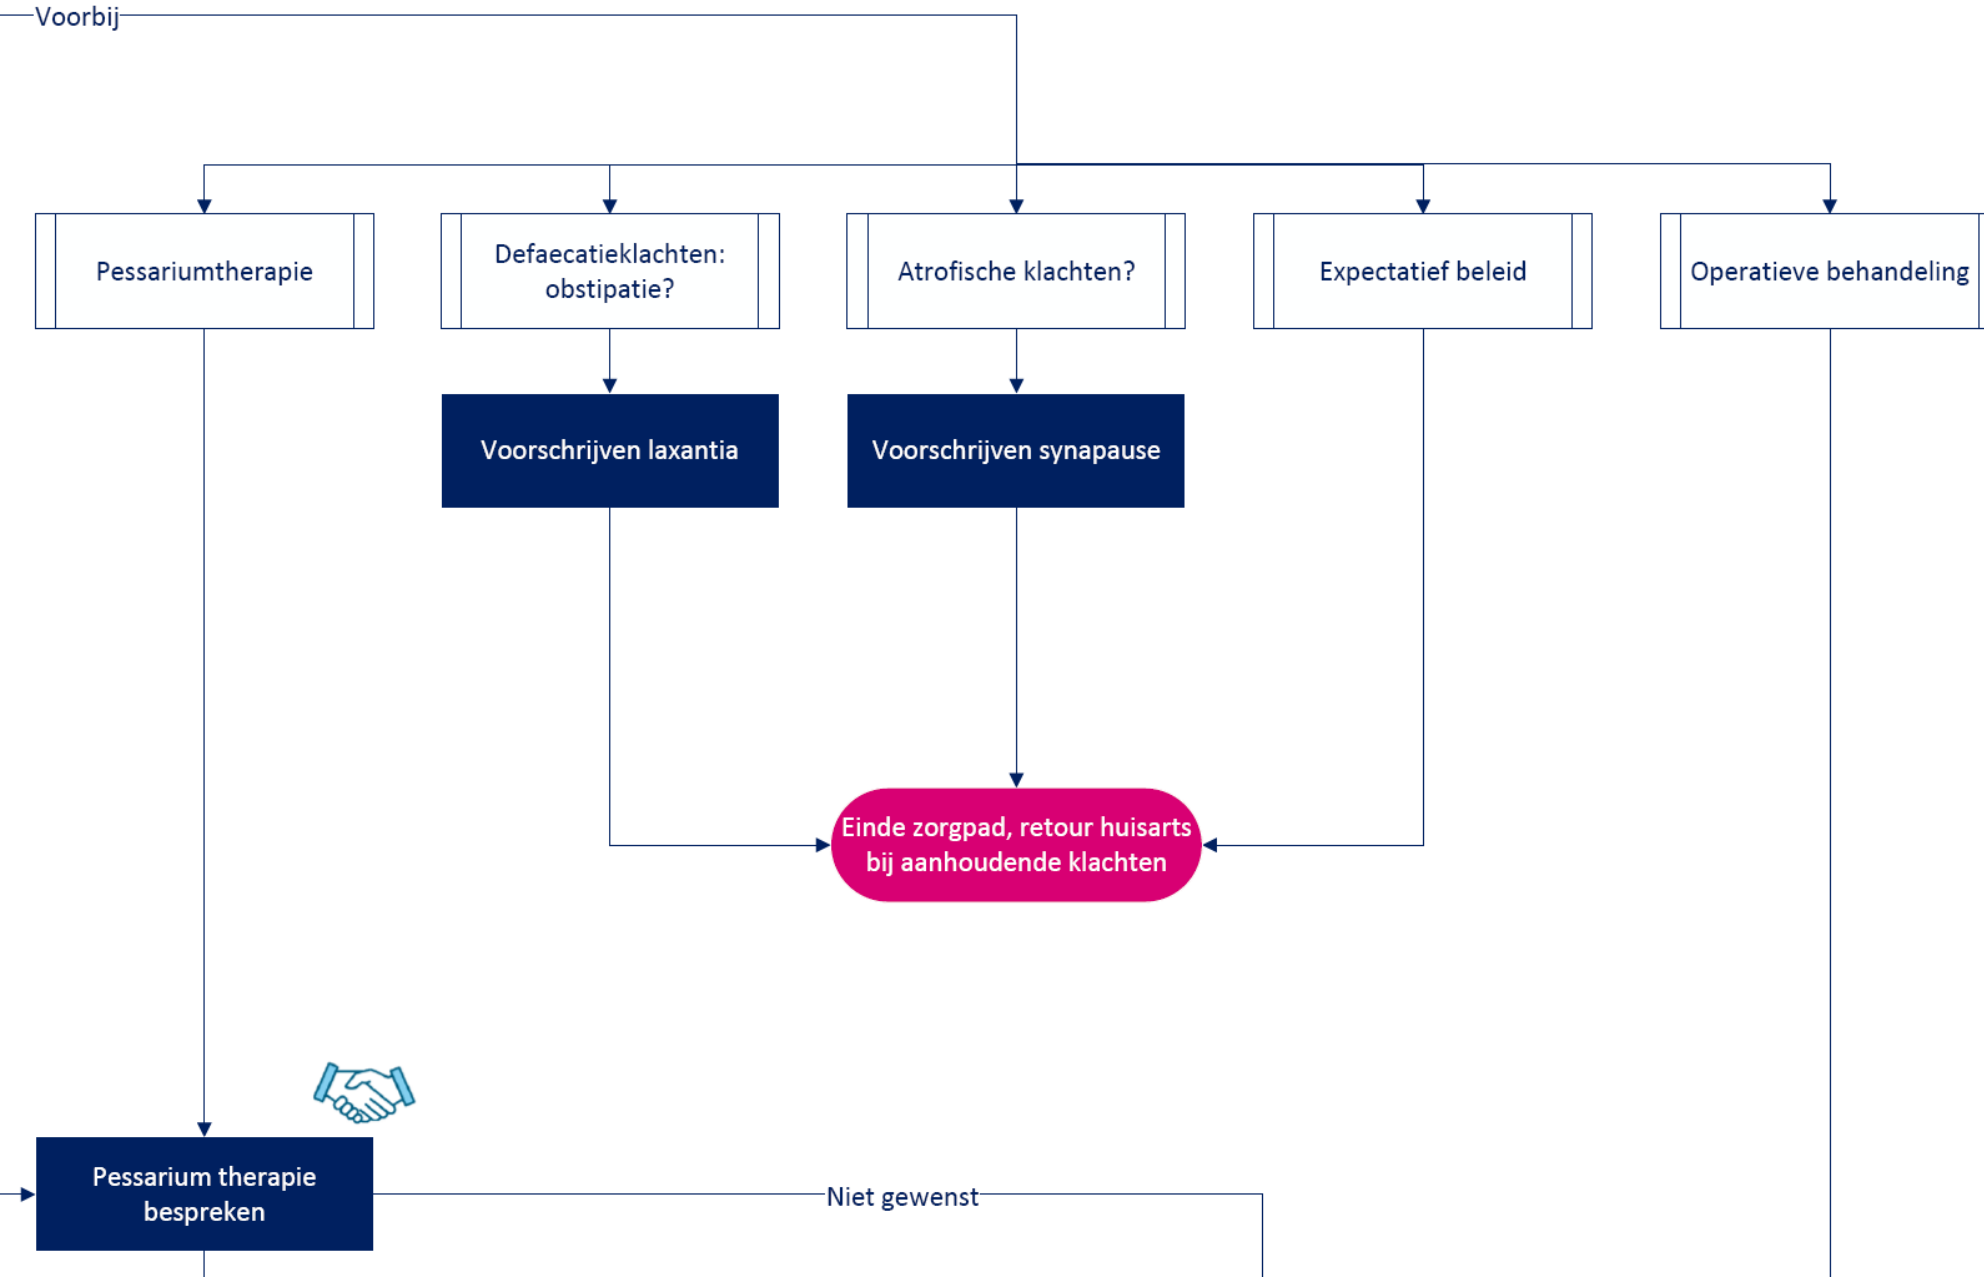 Voorbij
Pessariumtherapie
Defaecatieklachten:
obstipatie?
Atrofische klachten?
Expectatief beleid
Operatieve behandeling
Voorschrijven laxantia
Voorschrijven synapause
Einde zorgpad, retour huisarts
bij aanhoudende klachten
Pessarium therapie
bespreken
Niet gewenst